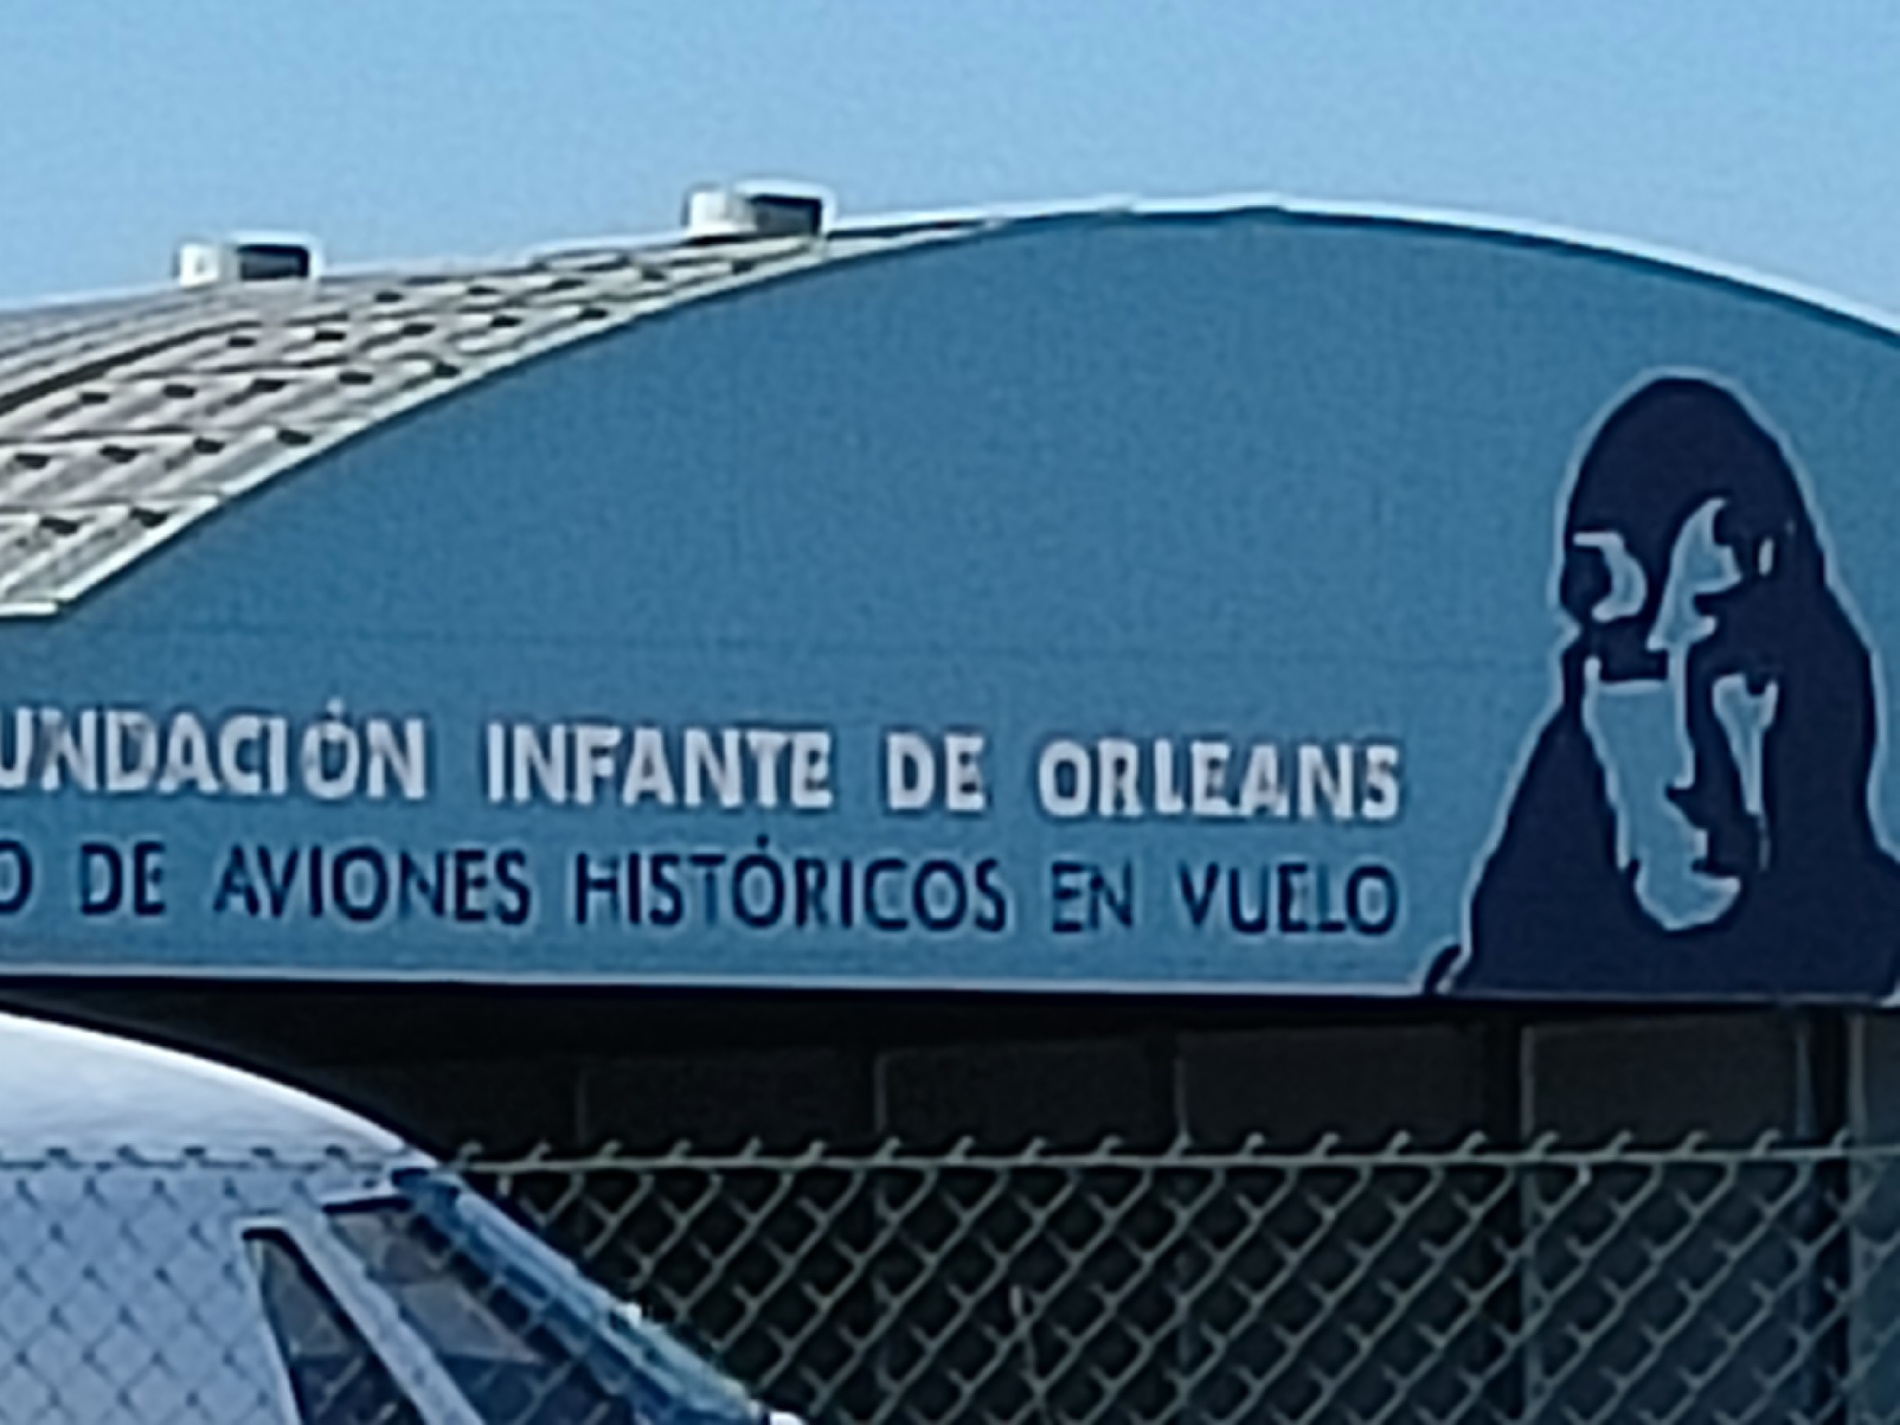 UNDACIÓN INFANTE DE ORLEANS
O DE AVIONES HISTÓRICOS EN VUELO